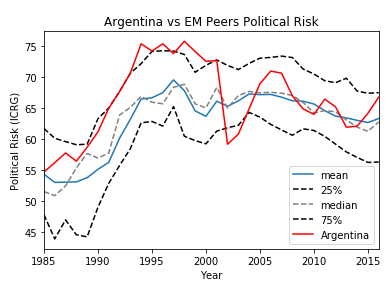 Argentina vs EM Peers Political Risk
Political Risk (ICRG)
75
70
65
60
55
50
45
1985
1990
1995
2000
2005
2010
2015
Year
mean
25%
median
75%
Argentina